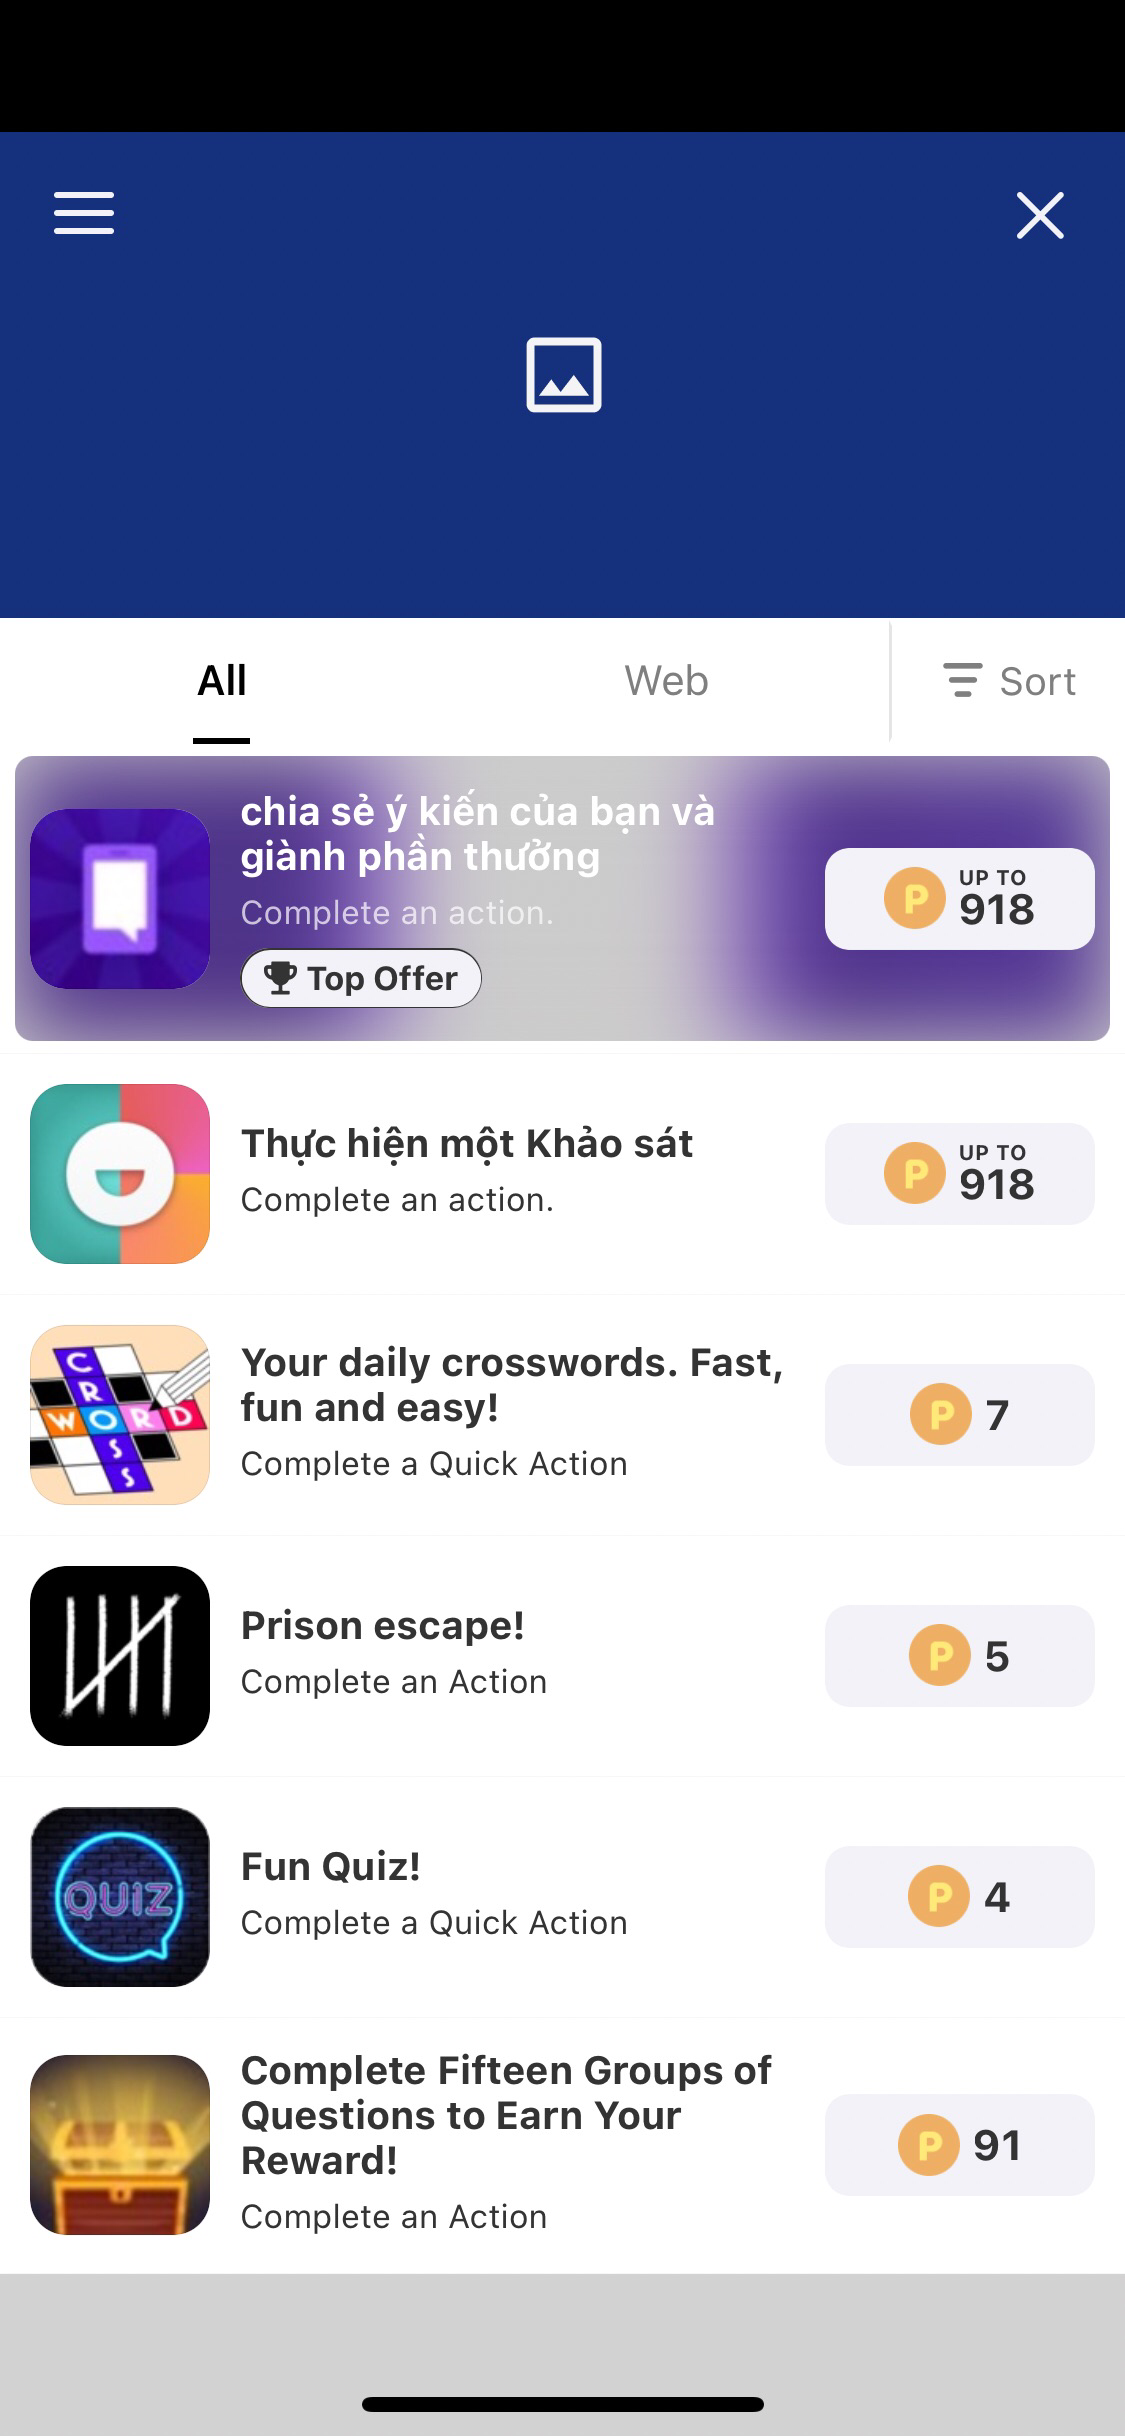 All
Web
Sort
chia sẻ ý kiến của bạn và
giành phần thưởng
Complete an action.
Top Offer
P
UP TO
918
Thực hiện một Khảo sát
Complete an action.
P
UP TO
918
CROSS
WORD
Your daily crosswords. Fast,
fun and easy!
Complete a Quick Action
P
7
Prison escape!
Complete an Action
P
5
QUIZ
Fun Quiz!
Complete a Quick Action
P
4
Complete Fifteen Groups of
Questions to Earn Your
Reward!
Complete an Action
P
91